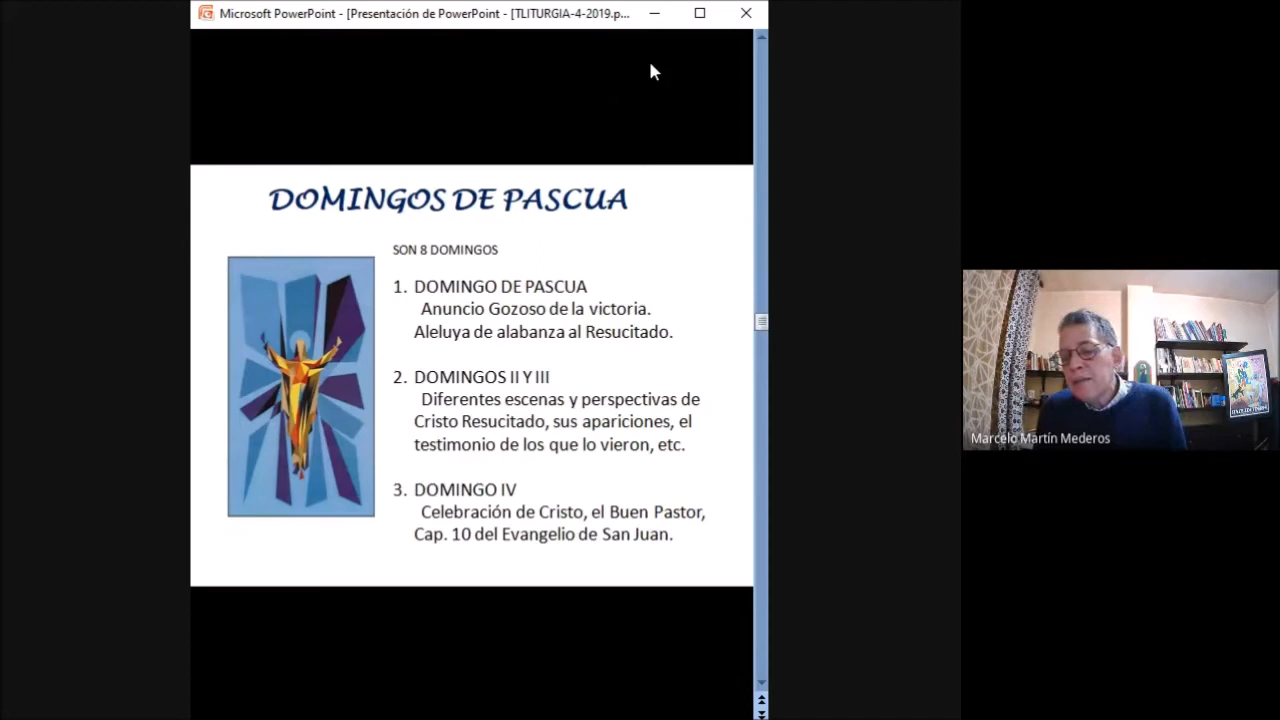 Microsoft PowerPoint - [Presentación de PowerPoint - [TLITURGIA-4-2019.p...
DOMINGOS DE PASCUA
SON 8 DOMINGOS
1. DOMINGO DE PASCUA
Anuncio Gozoso de la victoria.
Aleluya de alabanza al Resucitado.
2. DOMINGOS II Y III
Diferentes escenas y perspectivas de
Cristo Resucitado, sus apariciones, el
testimonio de los que lo vieron, etc.
3. DOMINGO IV
Celebración de Cristo, el Buen Pastor,
Cap. 10 del Evangelio de San Juan.
Marcelo Martín Mederos